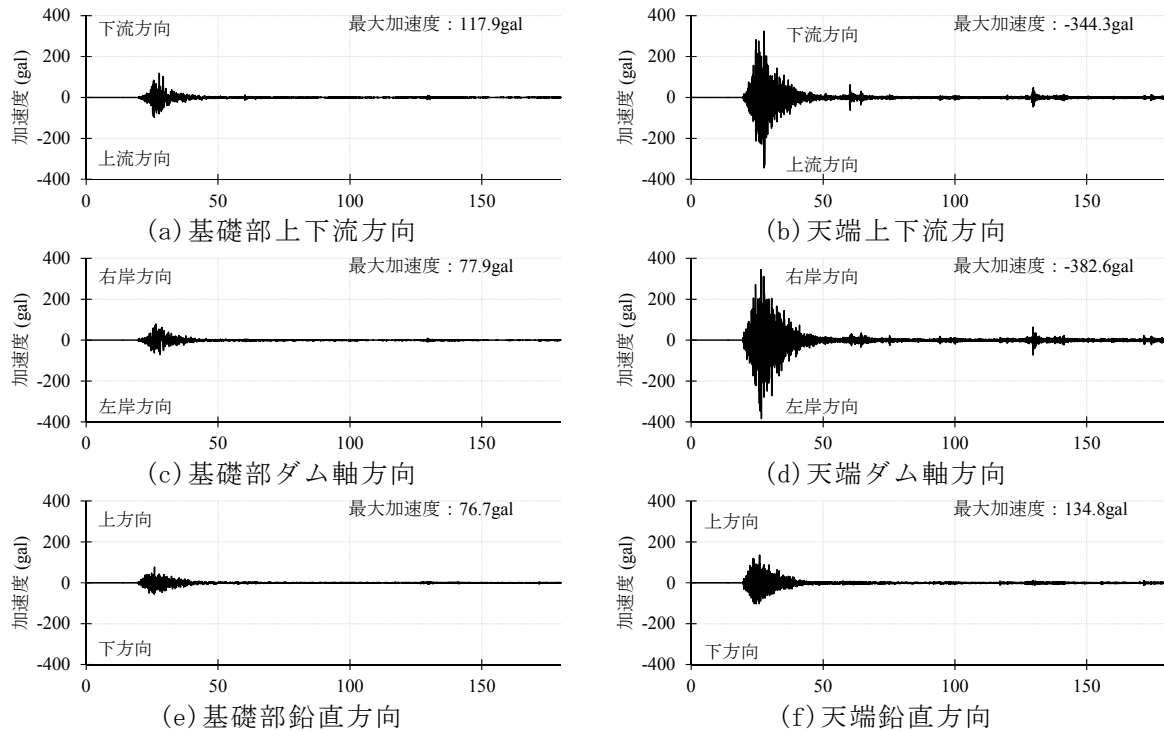 400
下流方向
最大加速度：117.9gal
200
0
-200
上流方向
-400
加速度 (gal)
0
50
100
150
(a)基礎部上下流方向
400
下流方向
最大加速度：-344.3gal
200
0
-200
上流方向
-400
加速度 (gal)
0
50
100
150
(b)天端上下流方向
400
右岸方向
最大加速度：77.9gal
200
0
-200
左岸方向
-400
加速度 (gal)
0
50
100
150
(c)基礎部ダム軸方向
400
右岸方向
最大加速度：-382.6gal
200
0
-200
左岸方向
-400
加速度 (gal)
0
50
100
150
(d)天端ダム軸方向
400
上方向
最大加速度：76.7gal
200
0
-200
下方向
-400
加速度 (gal)
0
50
100
150
(e)基礎部鉛直方向
400
上方向
最大加速度：134.8gal
200
0
-200
下方向
-400
加速度 (gal)
0
50
100
150
(f)天端鉛直方向